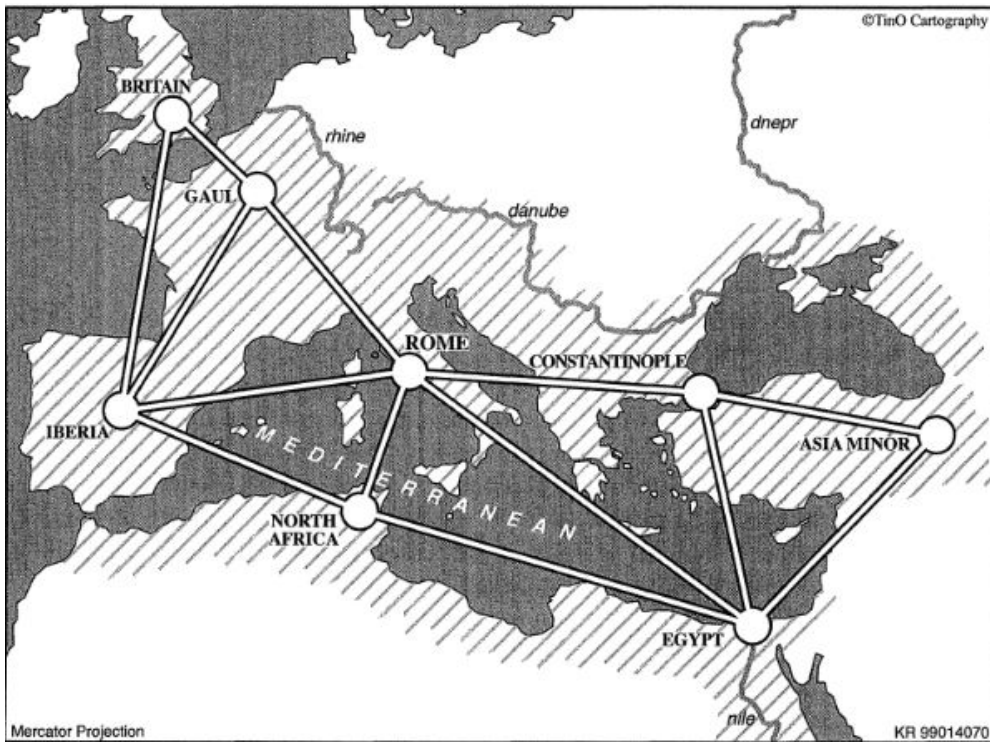 ©TinO Cartography
BRITAIN
rhine
dnepr
GAUL
danube
ROME
CONSTANTINOPLE
IBERIA
ASIA MINOR
MEDITERRANEAN
NORTH
AFRICA
EGYPT
nile
Mercator Projection
KR 99014070